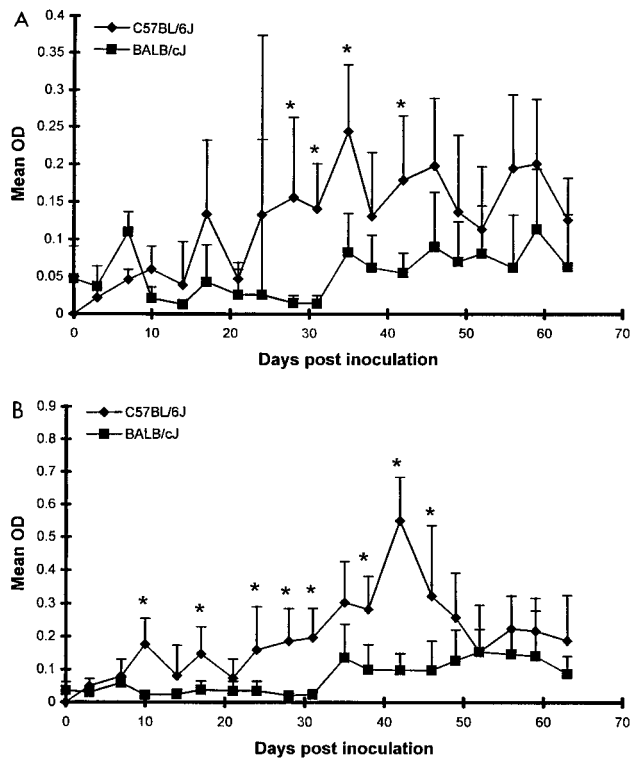 A
C57BL/6J
BALB/cJ
0.4
0.35
0.3
0.25
0.2
0.15
0.1
0.05
0
Mean OD
* * * *
0 10 20 30 40 50 60 70
Days post inoculation
B
C57BL/6J
BALB/cJ
0.9
0.8
0.7
0.6
0.5
0.4
0.3
0.2
0.1
0
Mean OD
* * * * * * * *
0 10 20 30 40 50 60 70
Days post inoculation